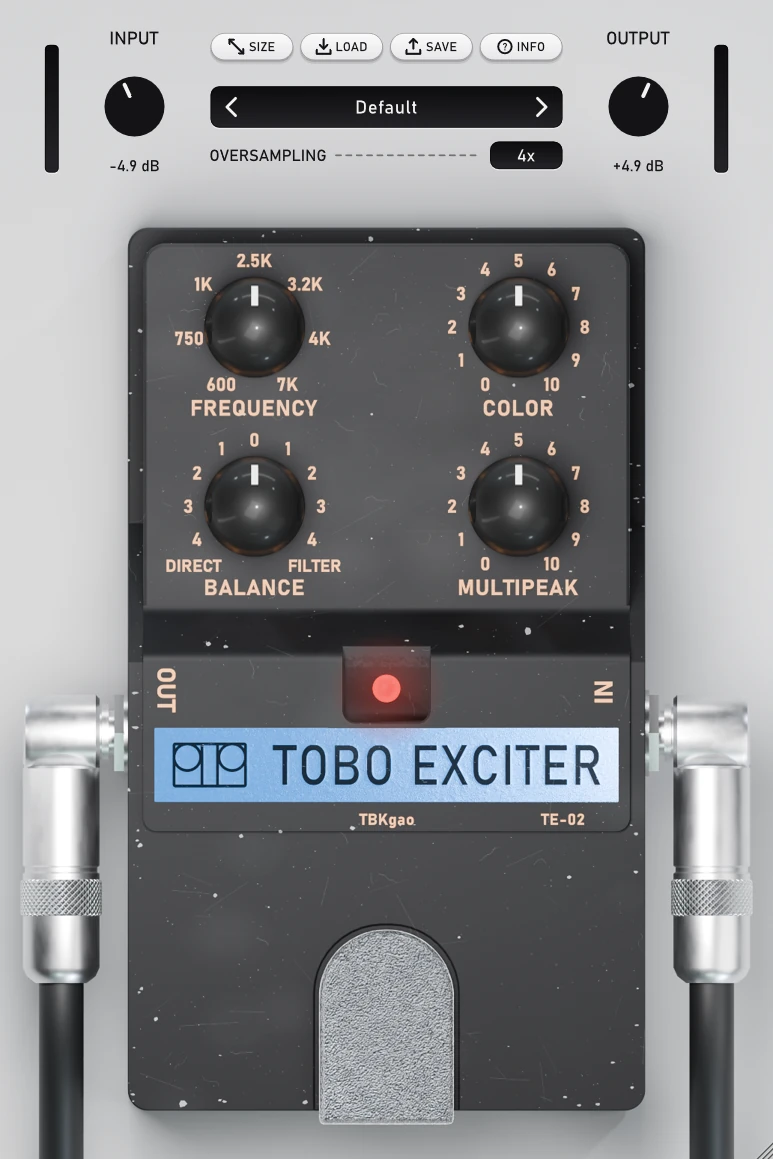 INPUT
SIZE
LOAD
SAVE
? INFO
OUTPUT
Default
-4.9 dB
OVERSAMPLING
4x
+4.9 dB
2.5K
1K
3.2K
750
4K
600
7K
FREQUENCY
5
4
6
3
7
2
8
1
9
0
10
COLOR
0
1
1
2
2
3
3
4
4
DIRECT
FILTER
BALANCE
5
4
6
3
7
2
8
1
9
0
10
MULTIPEAK
OUT
IN
TOBO EXCITER
TBKgao
TE-02